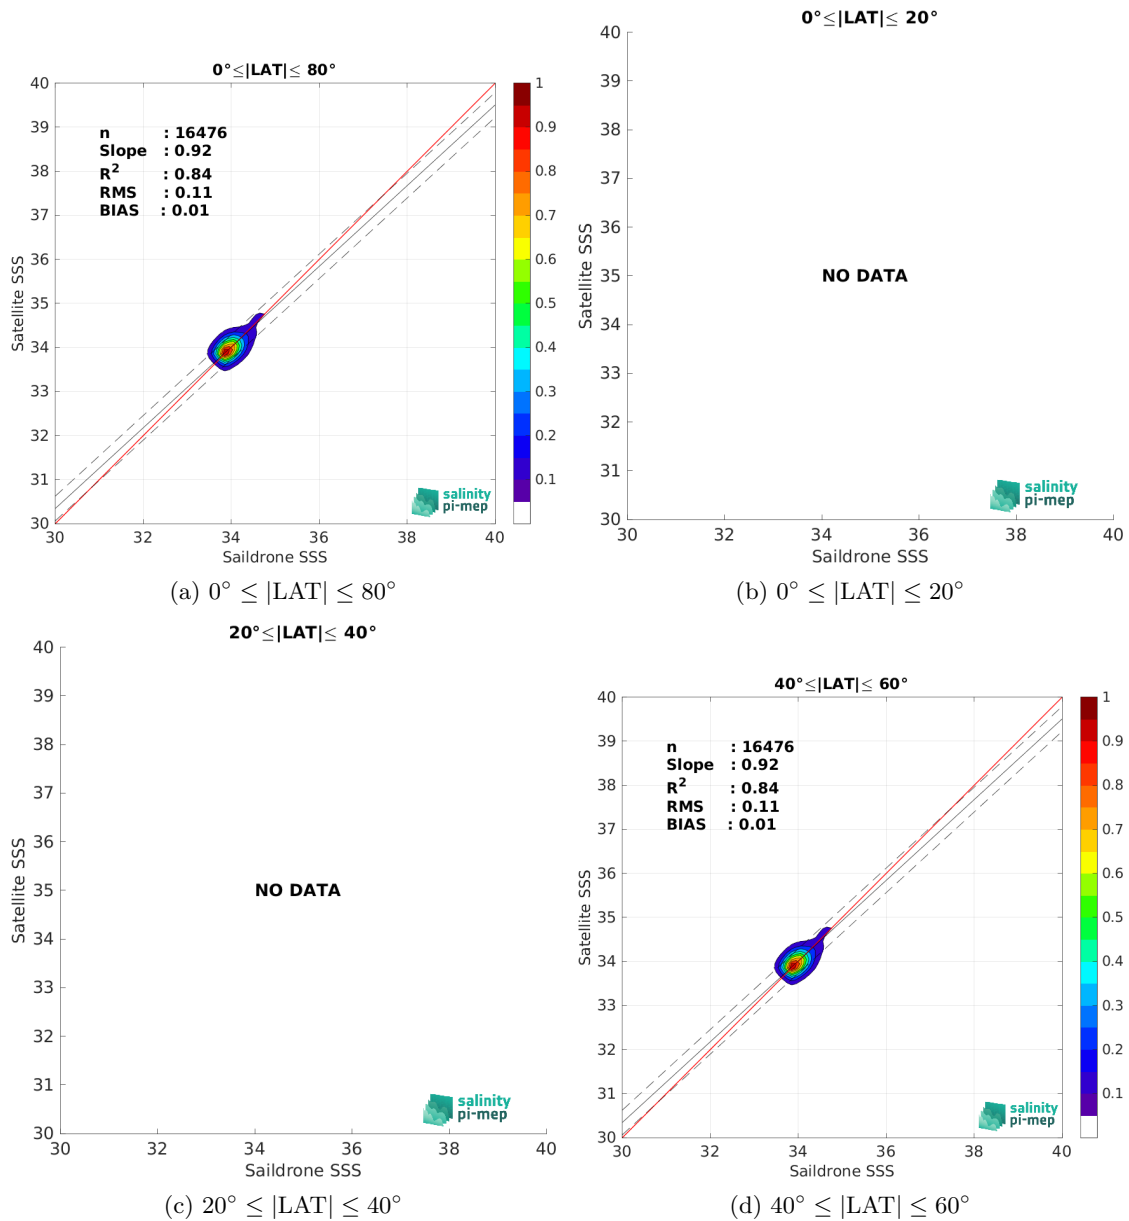 0°≤|LAT|≤ 80°
40
39
38
37
36
35
34
33
32
31
30
n : 16476
Slope : 0.92
R² : 0.84
RMS : 0.11
BIAS : 0.01
Satellite SSS
30 32 34 36 38 40
Saildrone SSS
1
0.9
0.8
0.7
0.6
0.5
0.4
0.3
0.2
0.1
salinity
pi-mep
(a) 0° ≤ |LAT| ≤ 80°
0°≤|LAT|≤ 20°
40
39
38
37
36
35
34
33
32
31
30
Satellite SSS
NO DATA
salinity
pi-mep
30 32 34 36 38 40
Saildrone SSS
(b) 0° ≤ |LAT| ≤ 20°
20°≤|LAT|≤ 40°
40
39
38
37
36
35
34
33
32
31
30
Satellite SSS
NO DATA
salinity
pi-mep
30 32 34 36 38 40
Saildrone SSS
(c) 20° ≤ |LAT| ≤ 40°
40°≤|LAT|≤ 60°
40
39
38
37
36
35
34
33
32
31
30
n : 16476
Slope : 0.92
R² : 0.84
RMS : 0.11
BIAS : 0.01
Satellite SSS
30 32 34 36 38 40
Saildrone SSS
1
0.9
0.8
0.7
0.6
0.5
0.4
0.3
0.2
0.1
salinity
pi-mep
(d) 40° ≤ |LAT| ≤ 60°